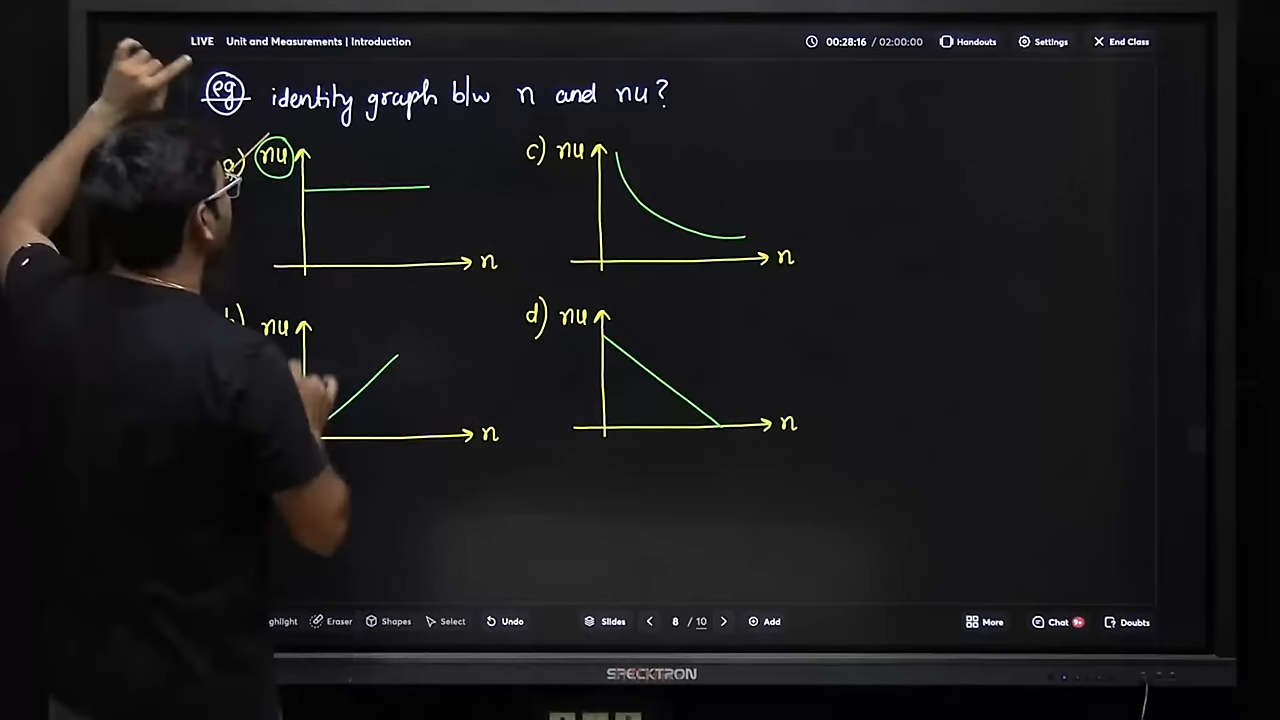 LIVE Unit and Measurements | Introduction
00:28:16 / 02:00:00 Handouts Settings End Class
eg identity graph b/w n and nu?
a) nu
n
c) nu
n
b) nu
n
d) nu
n
Eraser Shapes Select Undo Slides 8 / 10 Add More Chat 9+ Doubts
SPECKTRON